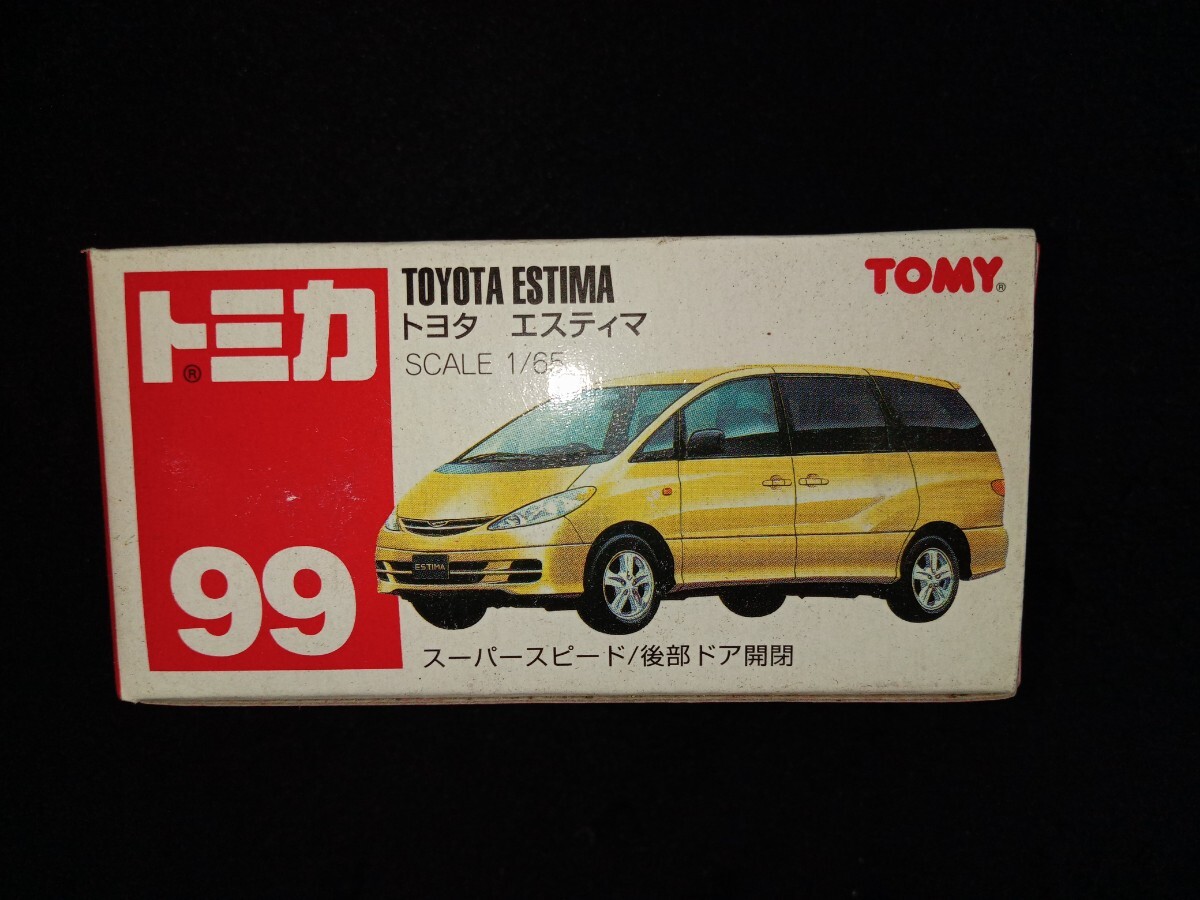 トミカ®
99
TOYOTA ESTIMA
トヨタ エスティマ
SCALE 1/65
TOMY®
ESTIMA
スーパースピード/後部ドア開閉